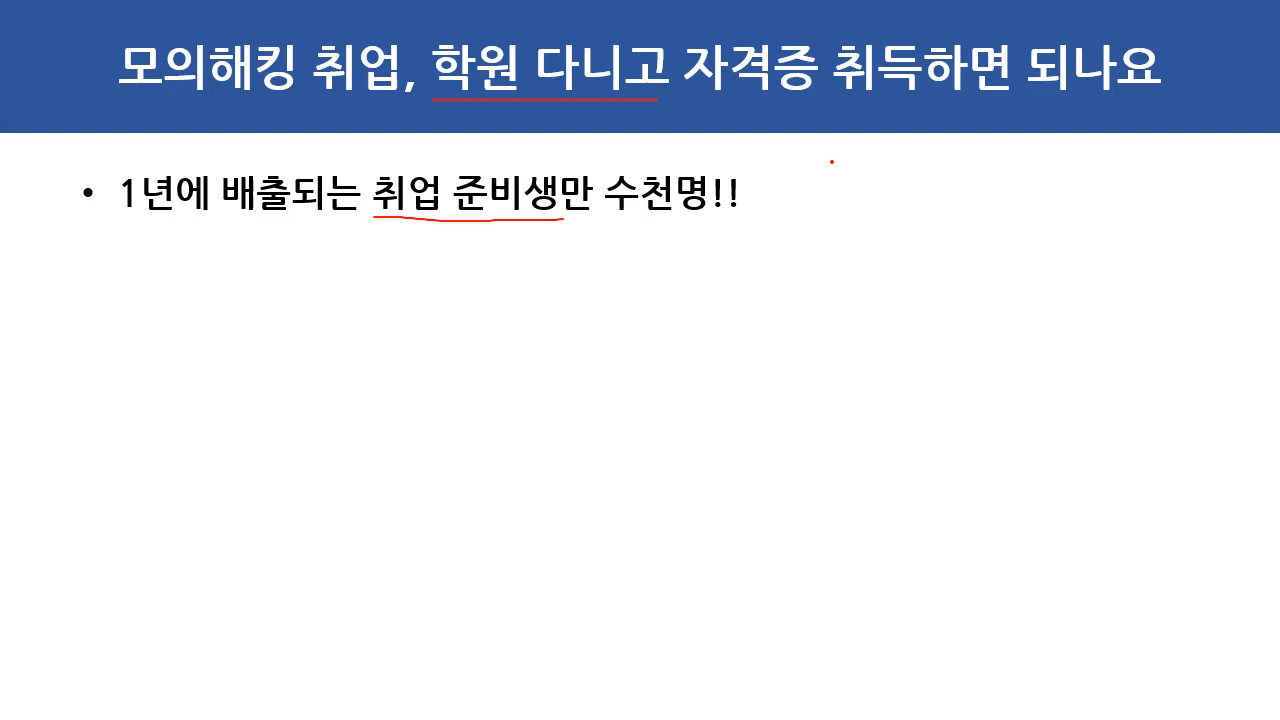 모의해킹 취업, 학원 다니고 자격증 취득하면 되나요
• 1년에 배출되는 취업 준비생만 수천명!!